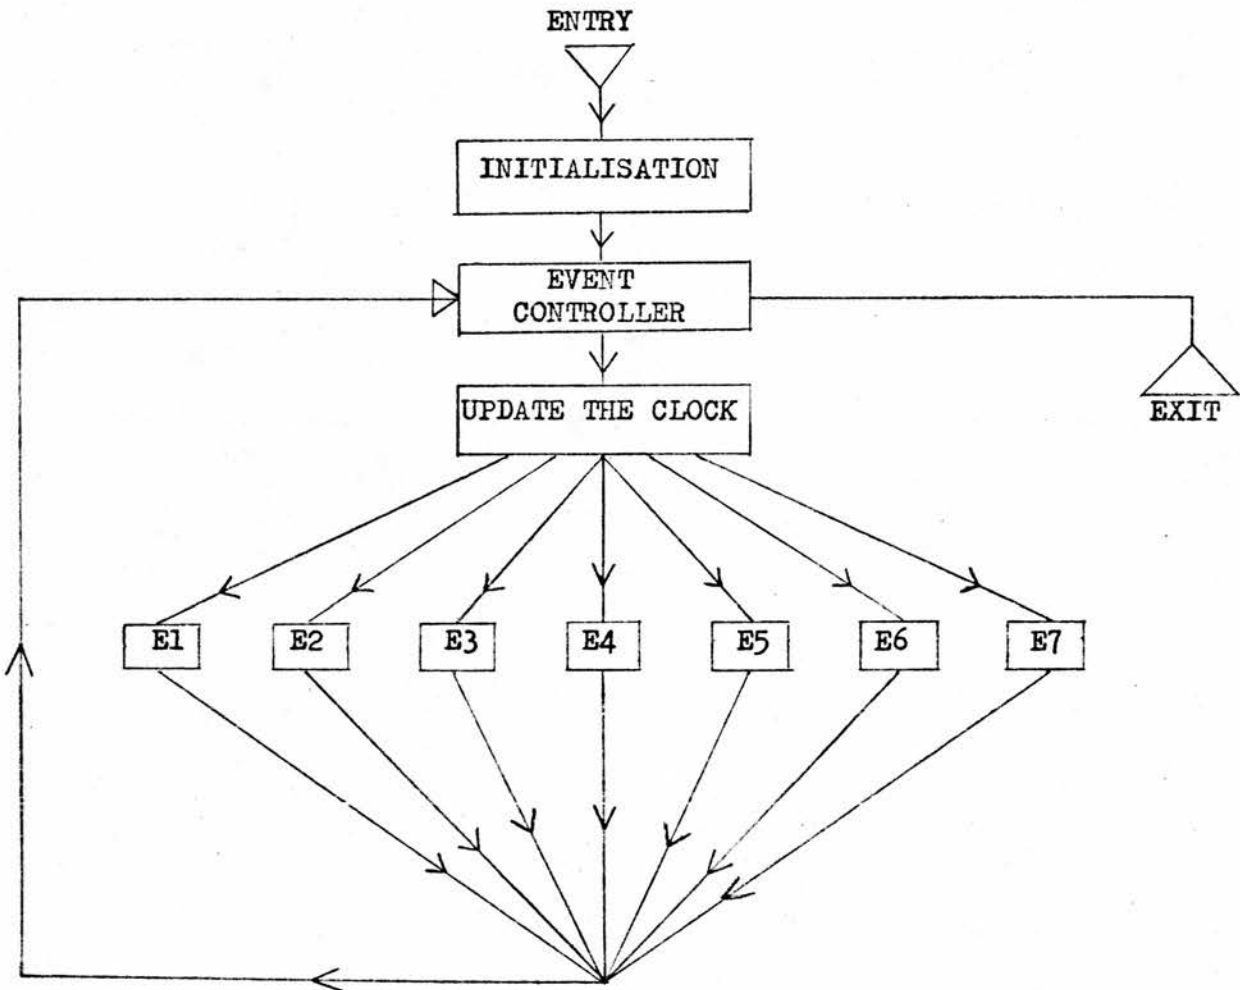 ENTRY
INITIALISATION
EVENT
CONTROLLER
UPDATE THE CLOCK
EXIT
E1 E2 E3 E4 E5 E6 E7